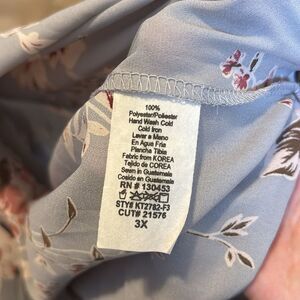 100%
Polyester/Poliester
Hand Wash Cold
Cold Iron
Lavar a Mano
En Agua Fria
Plancha Tibia
Fabric from KOREA
Tejido de COREA
Sewn in Guatemala
Cosido en Guatemala
RN # 130453
STY# KT2782-F3
CUT# 21576
3X